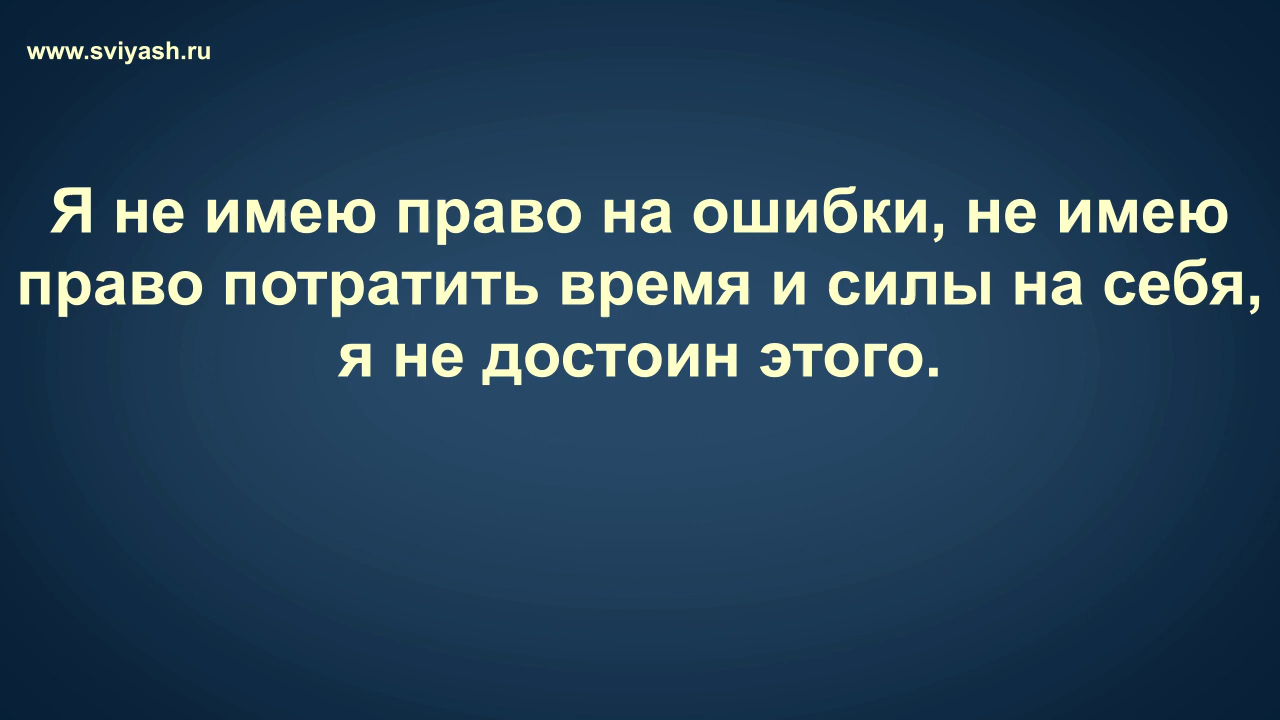 www.sviyash.ru
Я не имею право на ошибки, не имею
право потратить время и силы на себя,
я не достоин этого.